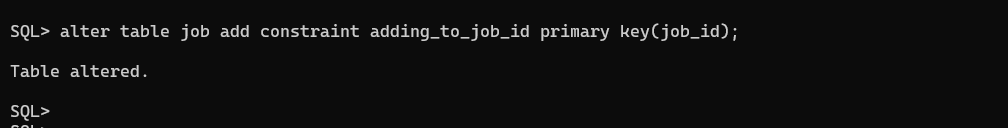 SQL> alter table job add constraint adding_to_job_id primary key(job_id);
Table altered.
SQL>